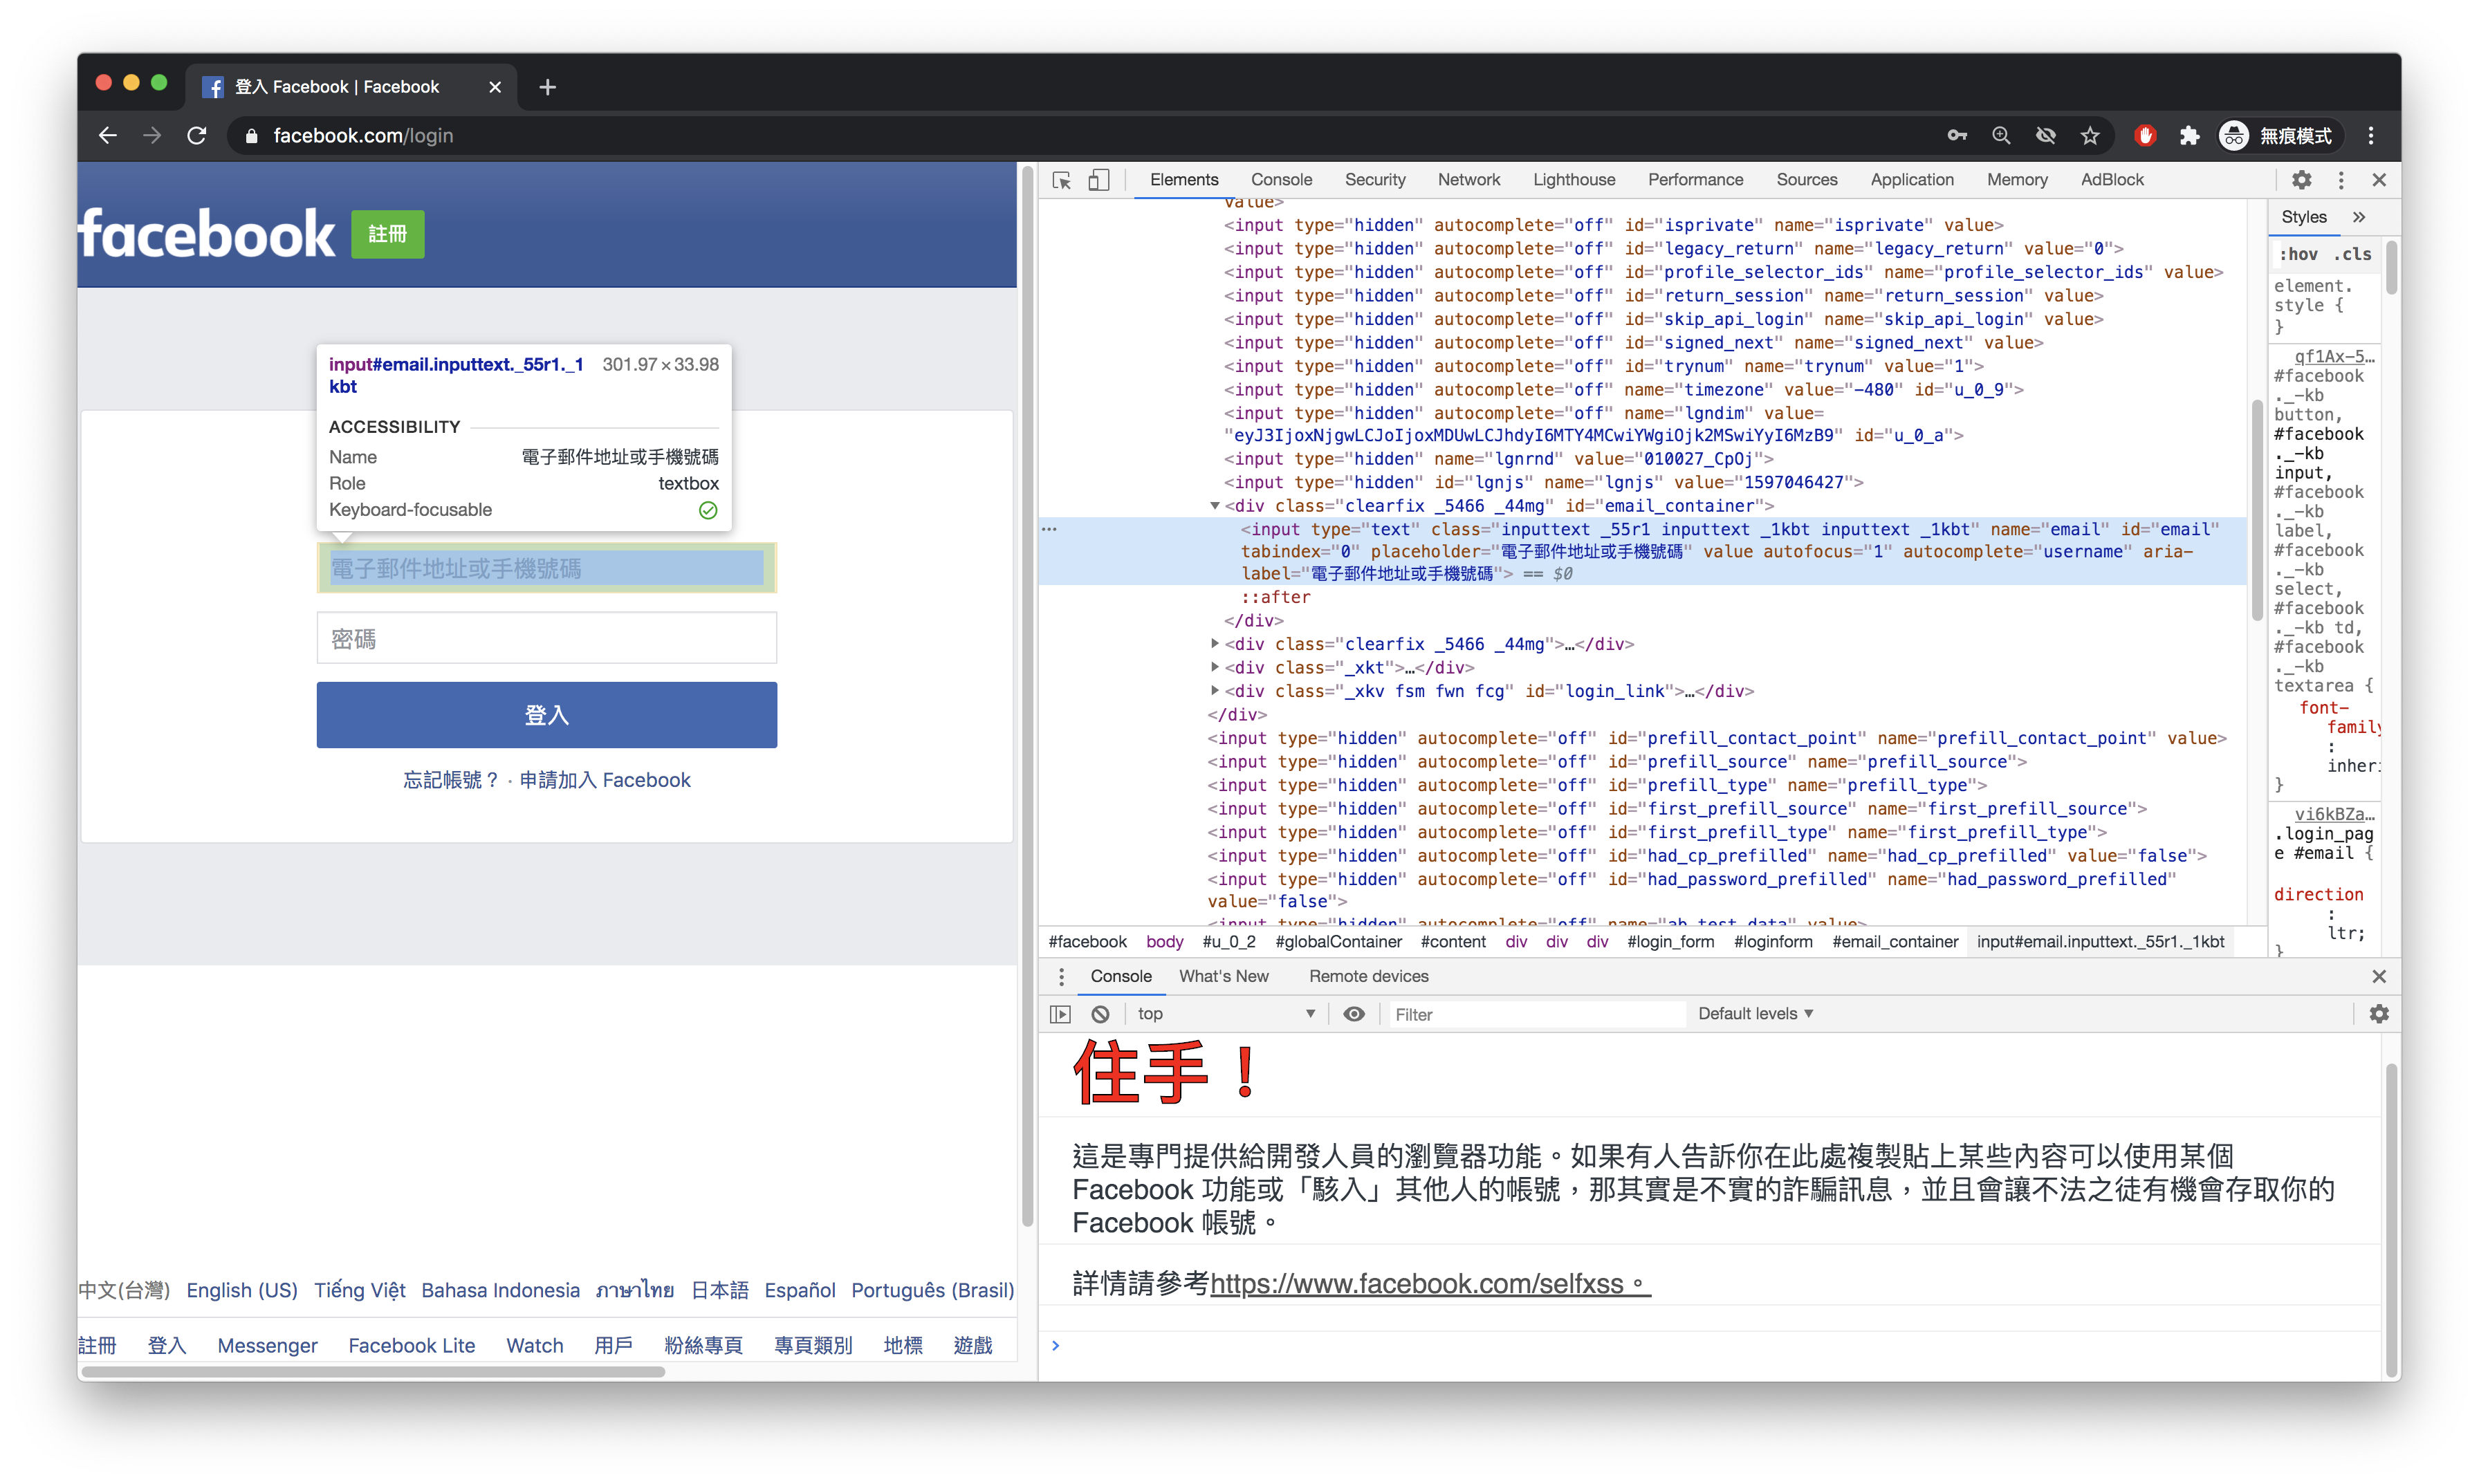 登入 Facebook | Facebook
facebook.com/login
無痕模式
facebook
註冊
input#email.inputtext._55r1._1kbt 301.97 × 33.98
ACCESSIBILITY
Name 電子郵件地址或手機號碼
Role textbox
Keyboard-focusable
電子郵件地址或手機號碼
密碼
登入
忘記帳號？ · 申請加入 Facebook
中文(台灣) English (US) Tiếng Việt Bahasa Indonesia ภาษาไทย 日本語 Español Português (Brasil)
註冊 登入 Messenger Facebook Lite Watch 用戶 粉絲專頁 專頁類別 地標 遊戲
Elements Console Security Network Lighthouse Performance Sources Application Memory AdBlock
value>
<input type="hidden" autocomplete="off" id="isprivate" name="isprivate" value>
<input type="hidden" autocomplete="off" id="legacy_return" name="legacy_return" value="0">
<input type="hidden" autocomplete="off" id="profile_selector_ids" name="profile_selector_ids" value>
<input type="hidden" autocomplete="off" id="return_session" name="return_session" value>
<input type="hidden" autocomplete="off" id="skip_api_login" name="skip_api_login" value>
<input type="hidden" autocomplete="off" id="signed_next" name="signed_next" value>
<input type="hidden" autocomplete="off" id="trynum" name="trynum" value="1">
<input type="hidden" autocomplete="off" name="timezone" value="-480" id="u_0_9">
<input type="hidden" autocomplete="off" name="lgndim" value=
"eyJ3IjoxNjgwLCJoIjoxMDUwLCJhdyI6MTY4MCwiYWgiOjk2MSwiYyI6MzB9" id="u_0_a">
<input type="hidden" name="lgnrnd" value="010027_CpOj">
<input type="hidden" id="lgnjs" name="lgnjs" value="1597046427">
<div class="clearfix _5466 _44mg" id="email_container">
<input type="text" class="inputtext _55r1 inputtext _1kbt inputtext _1kbt" name="email" id="email"
tabindex="0" placeholder="電子郵件地址或手機號碼" value autofocus="1" autocomplete="username" aria-
label="電子郵件地址或手機號碼"> == $0
::after
</div>
<div class="clearfix _5466 _44mg">…</div>
<div class="_xkt">…</div>
<div class="_xkv fsm fwn fcg" id="login_link">…</div>
</div>
<input type="hidden" autocomplete="off" id="prefill_contact_point" name="prefill_contact_point" value>
<input type="hidden" autocomplete="off" id="prefill_source" name="prefill_source">
<input type="hidden" autocomplete="off" id="prefill_type" name="prefill_type">
<input type="hidden" autocomplete="off" id="first_prefill_source" name="first_prefill_source">
<input type="hidden" autocomplete="off" id="first_prefill_type" name="first_prefill_type">
<input type="hidden" autocomplete="off" id="had_cp_prefilled" name="had_cp_prefilled" value="false">
<input type="hidden" autocomplete="off" id="had_password_prefilled" name="had_password_prefilled"
value="false">
<input type="hidden" autocomplete="off" name="ab_test_data" value>
#facebook body #u_0_2 #globalContainer #content div div div #login_form #loginform #email_container input#email.inputtext._55r1._1kbt
Styles
:hov .cls
element.
style {
}
gf1Ax-5…
#facebook
._-kb
button,
#facebook
._-kb
input,
#facebook
._-kb
label,
#facebook
._-kb
select,
#facebook
._-kb td,
#facebook
._-kb
textarea {
font-
family
:
inheri
}
vi6kBZa…
.login_pag
e #email {
direction
:
ltr;
}
Console What's New Remote devices
top Filter Default levels
住手！
這是專門提供給開發人員的瀏覽器功能。如果有人告訴你在此處複製貼上某些內容可以使用某個
Facebook 功能或「駭入」其他人的帳號，那其實是不實的詐騙訊息，並且會讓不法之徒有機會存取你的
Facebook 帳號。
詳情請參考https://www.facebook.com/selfxss。